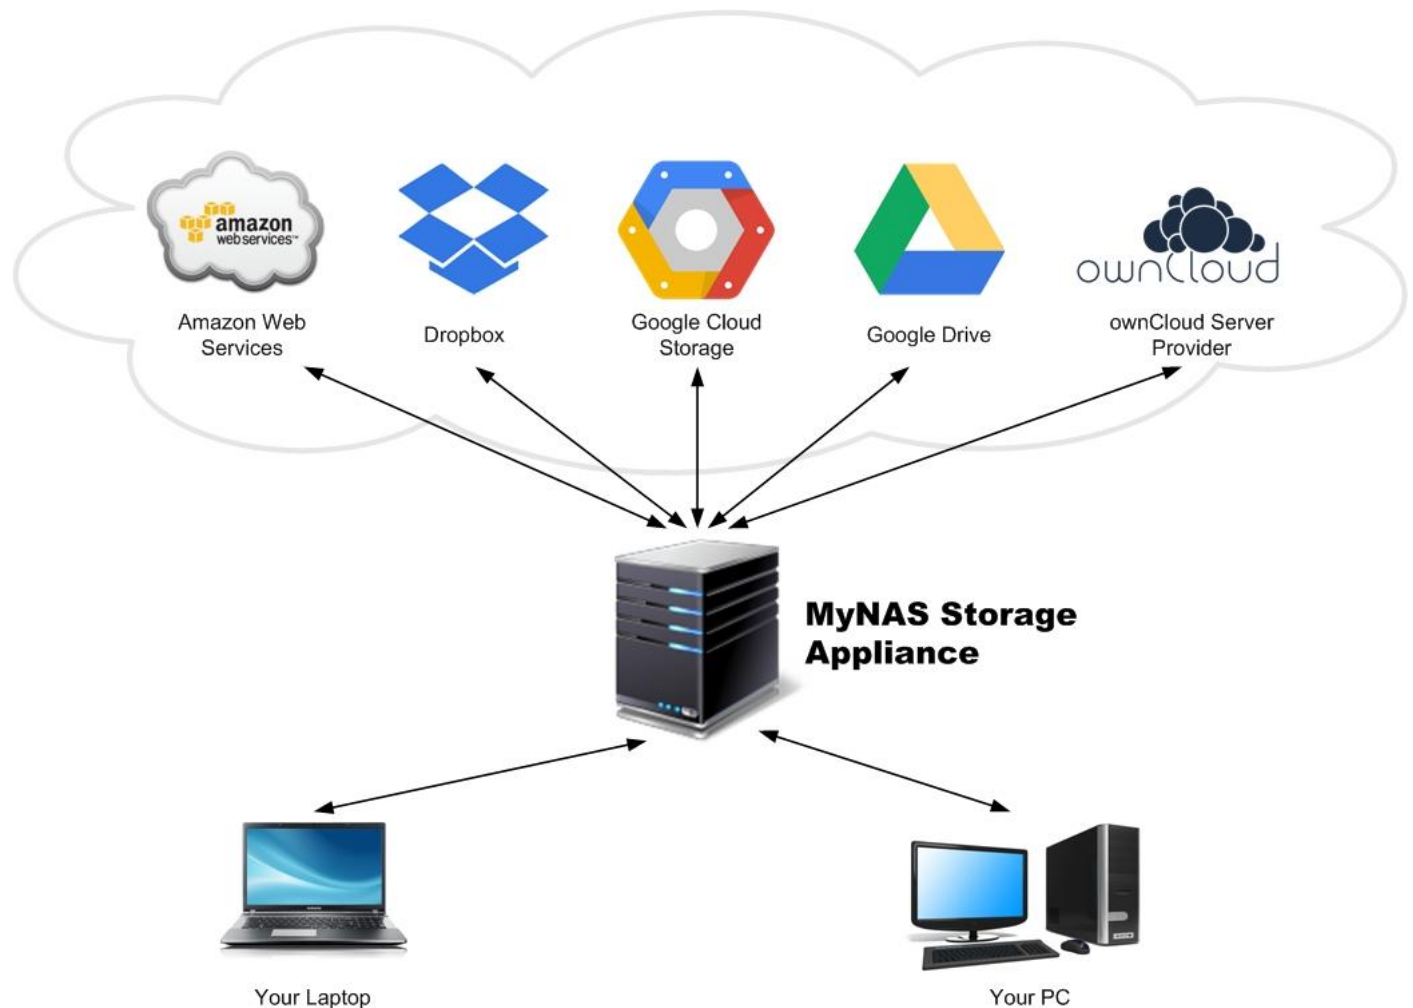 amazon
webservices™
ownCloud
Amazon Web
Services
Dropbox
Google Cloud
Storage
Google Drive
ownCloud Server
Provider
MyNAS Storage
Appliance
Your Laptop
Your PC